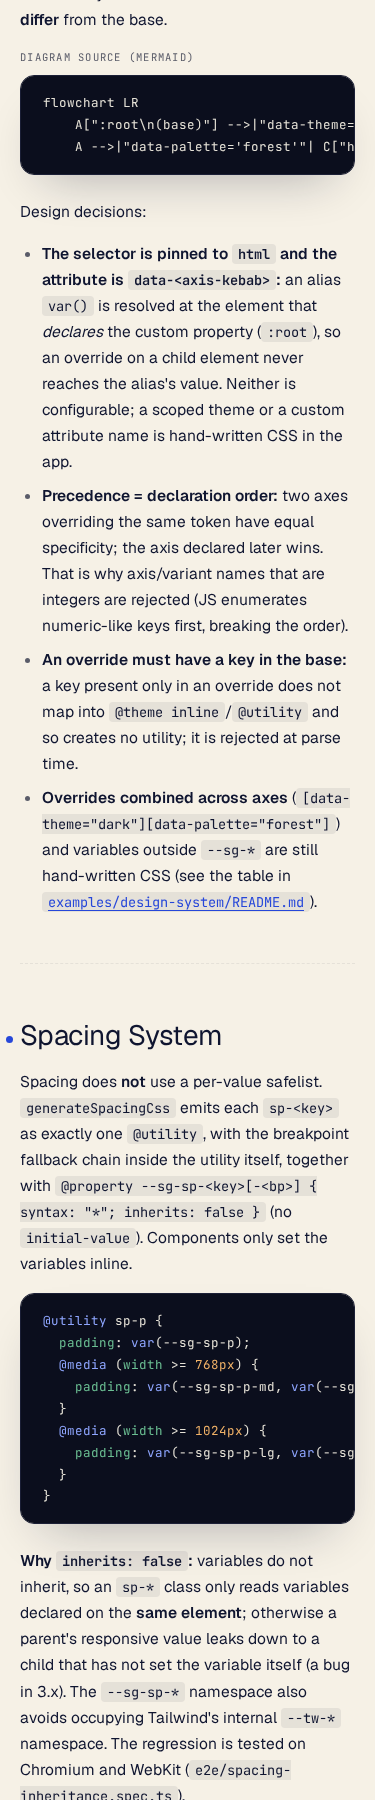 differ from the base.
DIAGRAM SOURCE (MERMAID)
flowchart LR
A[":root\n(base)"] -->|"data-theme=
A -->|"data-palette='forest'"| C["h
Design decisions:
The selector is pinned to html and the
attribute is data-<axis-kebab>: an alias
var() is resolved at the element that
declares the custom property (:root), so
an override on a child element never
reaches the alias's value. Neither is
configurable; a scoped theme or a custom
attribute name is hand-written CSS in the
app.
Precedence = declaration order: two axes
overriding the same token have equal
specificity; the axis declared later wins.
That is why axis/variant names that are
integers are rejected (JS enumerates
numeric-like keys first, breaking the order).
An override must have a key in the base:
a key present only in an override does not
map into @theme inline/@utility and
so creates no utility; it is rejected at parse
time.
Overrides combined across axes ([data-
theme="dark"][data-palette="forest"])
and variables outside --sg-* are still
hand-written CSS (see the table in
examples/design-system/README.md).
Spacing System
Spacing does not use a per-value safelist.
generateSpacingCss emits each sp-<key>
as exactly one @utility, with the breakpoint
fallback chain inside the utility itself, together
with @property --sg-sp-<key>[-<bp>] {
syntax: "*"; inherits: false } (no
initial-value). Components only set the
variables inline.
@utility sp-p {
padding: var(--sg-sp-p);
@media (width >= 768px) {
padding: var(--sg-sp-p-md, var(--sg
}
@media (width >= 1024px) {
padding: var(--sg-sp-p-lg, var(--sg
}
}
Why inherits: false: variables do not
inherit, so an sp-* class only reads variables
declared on the same element; otherwise a
parent's responsive value leaks down to a
child that has not set the variable itself (a bug
in 3.x). The --sg-sp-* namespace also
avoids occupying Tailwind's internal --tw-*
namespace. The regression is tested on
Chromium and WebKit (e2e/spacing-
inheritance.spec.ts).